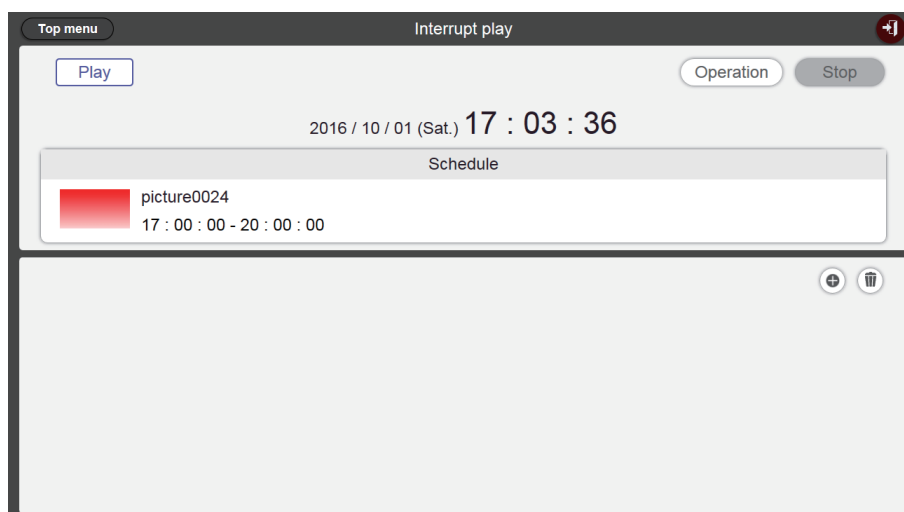 Top menu
Interrupt play
Play
Operation
Stop
2016 / 10 / 01 (Sat.) 17 : 03 : 36
Schedule
picture0024
17 : 00 : 00 - 20 : 00 : 00